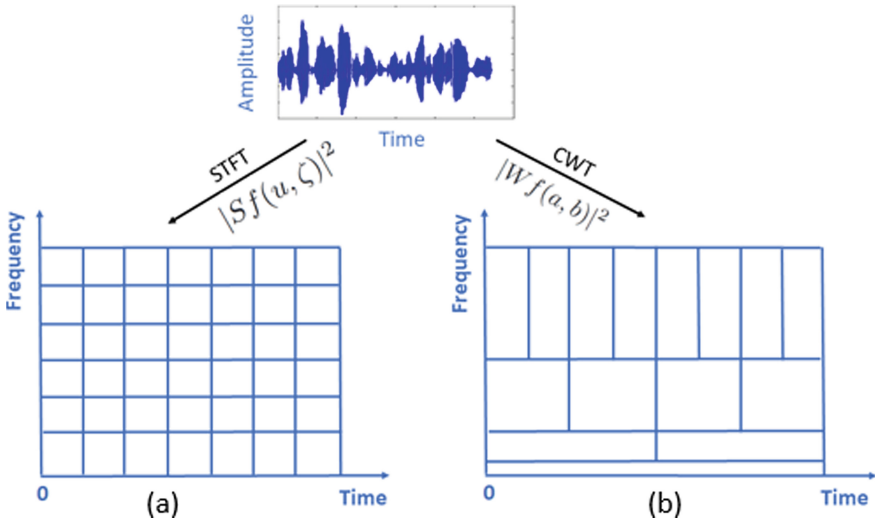 Amplitude
Time
STFT
|Sf(u, ζ)|²
CWT
|Wf(a, b)|²
Frequency
0
Time
(a)
Frequency
0
Time
(b)